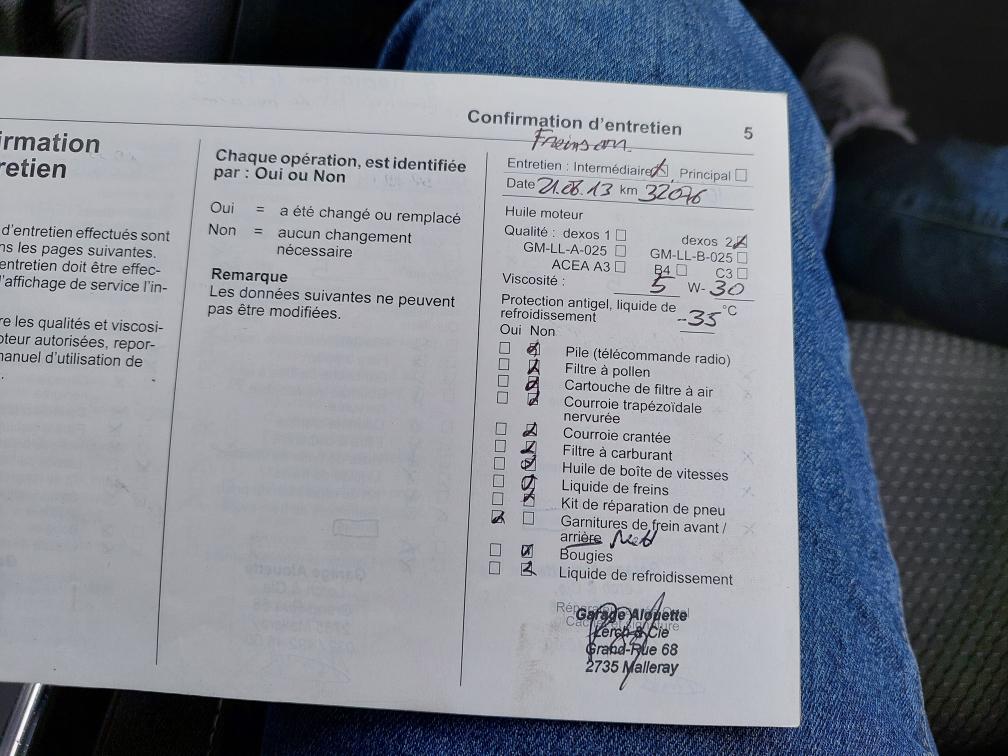 Confirmation d'entretien 5
irmation
retien
d'entretien effectués sont
ns les pages suivantes.
entretien doit être effec-
l'affichage de service l'in-
re les qualités et viscosi-
oteur autorisées, repor-
manuel d'utilisation de
.
Chaque opération, est identifiée
par : Oui ou Non
Oui = a été changé ou remplacé
Non = aucun changement
nécessaire
Remarque
Les données suivantes ne peuvent
pas être modifiées.
Entretien : Intermédiaire Principal
Date 21.08.13 km 32076
Huile moteur
Qualité : dexos 1 dexos 2
GM-LL-A-025 GM-LL-B-025
ACEA A3 B4 C3
Viscosité : 5 W- 30
Protection antigel, liquide de
refroidissement -35 °C
Oui Non
Pile (télécommande radio)
Filtre à pollen
Cartouche de filtre à air
Courroie trapézoïdale
nervurée
Courroie crantée
Filtre à carburant
Huile de boîte de vitesses
Liquide de freins
Kit de réparation de pneu
Garnitures de frein avant /
arrière
Bougies
Liquide de refroidissement
Garage Alouette
Lerch & Cie
Grand-Rue 68
2735 Malleray